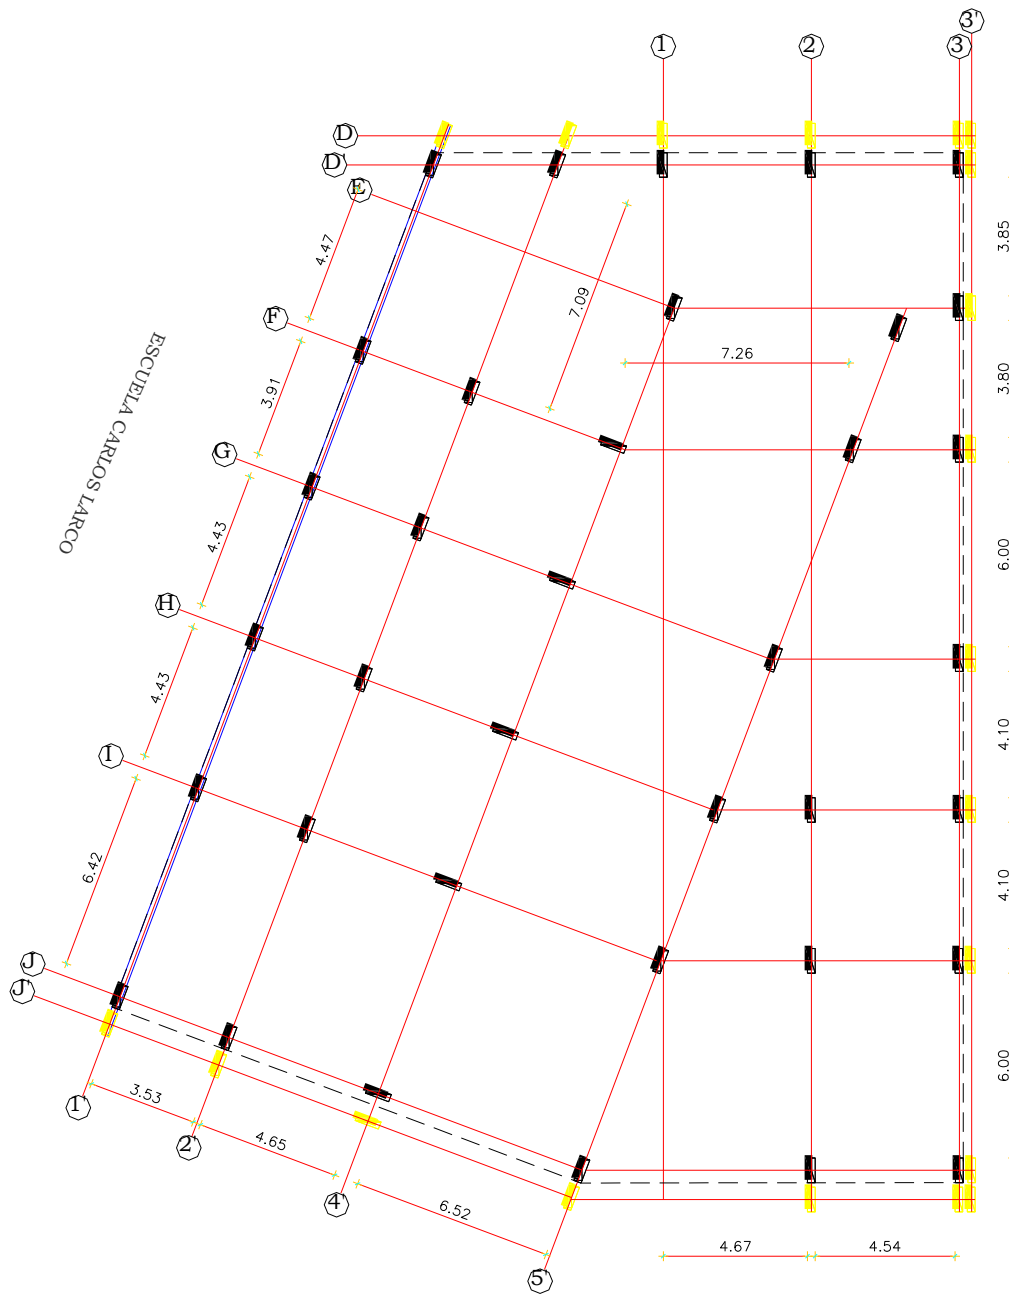 3'
1
2
3
D
D'
E
3.85
4.47
7.09
F
ESCUELA CARLOS LARCO
7.26
3.80
3.91
G
4.43
6.00
H
4.43
4.10
I
6.42
4.10
J
J'
6.00
3.53
1'
4.65
2'
4'
6.52
4.67
4.54
5'